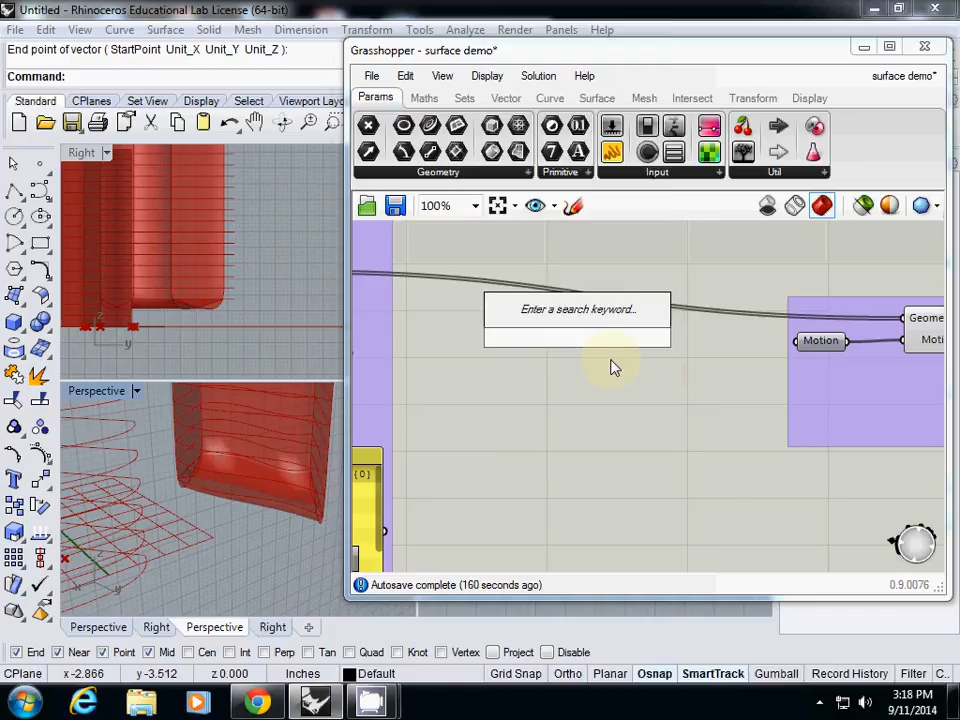 Untitled - Rhinoceros Educational Lab License (64-bit)
File Edit View Curve Surface Solid Mesh Dimension Transform Tools Analyze Render Panels Help
End point of vector ( StartPoint Unit_X Unit_Y Unit_Z ):
Command:
Standard CPlanes Set View Display Select Viewport Layo
Right
z
y
Perspective
z
x
y
Grasshopper - surface demo*
File Edit View Display Solution Help
surface demo*
Params Maths Sets Vector Curve Surface Mesh Intersect Transform Display
Geometry Primitive Input Util
100%
Enter a search keyword...
Geome
Motion Moti
{0}
Autosave complete (160 seconds ago)
0.9.0076
Perspective Right Perspective Right
End Near Point Mid Cen Int Perp Tan Quad Knot Vertex Project Disable
CPlane x -2.866 y -3.512 z 0.000 Inches Default Grid Snap Ortho Planar Osnap SmartTrack Gumball Record History Filter C..
3:18 PM
9/11/2014